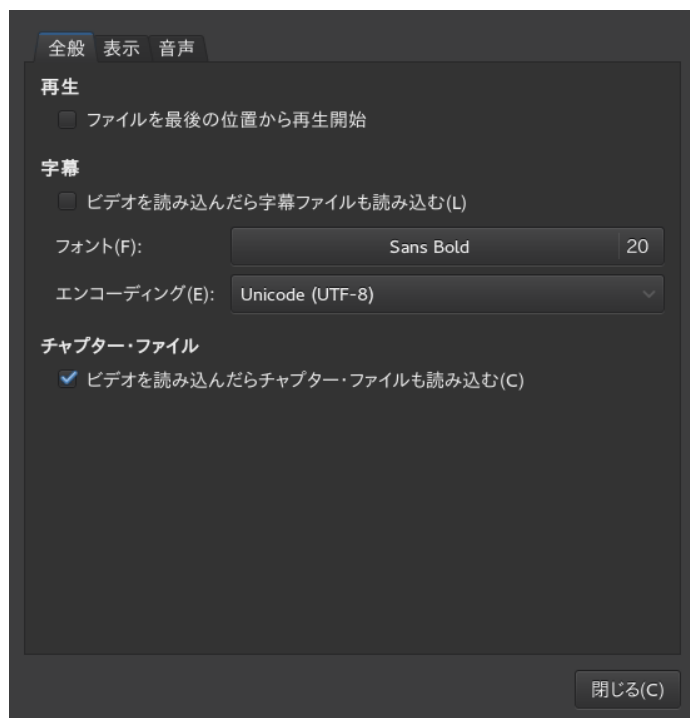 全般 表示 音声
再生
ファイルを最後の位置から再生開始
字幕
ビデオを読み込んだら字幕ファイルも読み込む(L)
フォント(F): Sans Bold 20
エンコーディング(E): Unicode (UTF-8)
チャプター・ファイル
ビデオを読み込んだらチャプター・ファイルも読み込む(C)
閉じる(C)